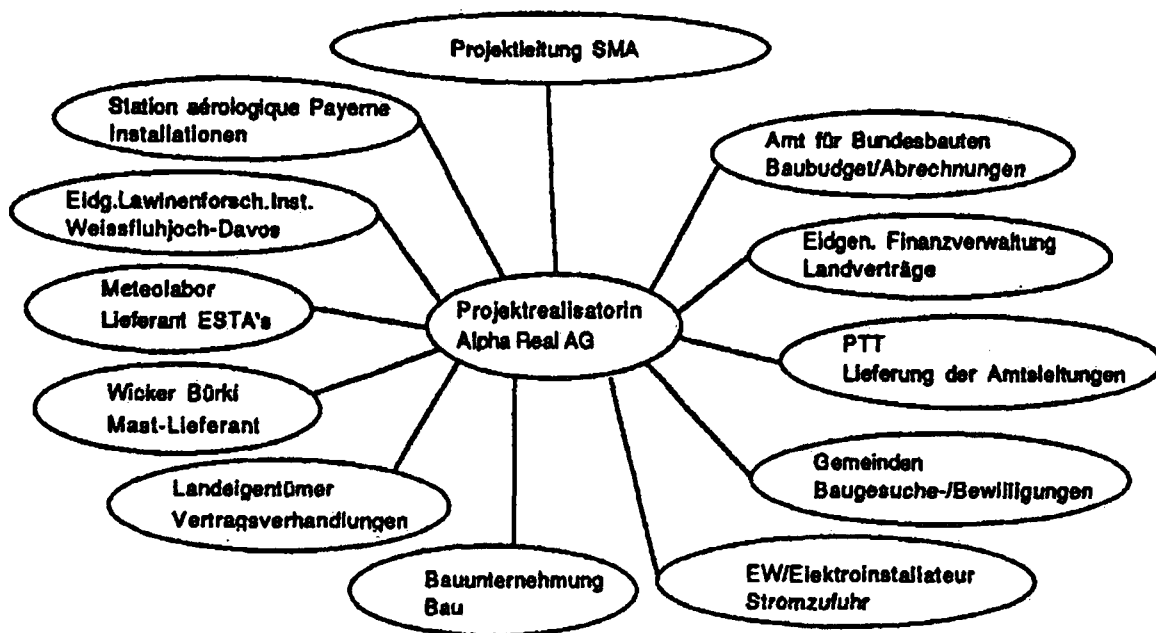 Projektleitung SMA
Station aérologique Payerne
Installationen
Amt für Bundesbauten
Baubudget/Abrechnungen
Eidg.Lawinenforsch.Inst.
Weissfluhjoch-Davos
Eidgen. Finanzverwaltung
Landverträge
Meteolabor
Lieferant ESTA's
Projektrealisatorin
Alpha Real AG
PTT
Lieferung der Amtsleitungen
Wicker Bürki
Mast-Lieferant
Gemeinden
Baugesuche-/Bewilligungen
Landeigentümer
Vertragsverhandlungen
Bauunternehmung
Bau
EW/Elektroinstallateur
Stromzufuhr